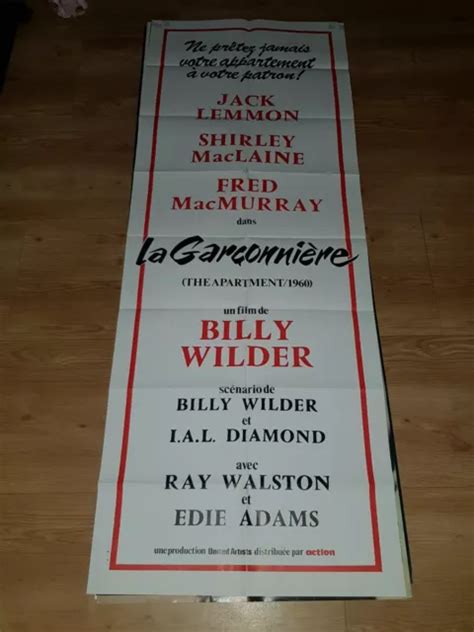 Ne prêtez jamais
votre appartement
à votre patron!
JACK
LEMMON
SHIRLEY
MacLAINE
FRED
MacMURRAY
dans
la Garçonnière
(THE APARTMENT/1960)
un film de
BILLY
WILDER
scénario de
BILLY WILDER
et
I.A.L. DIAMOND
avec
RAY WALSTON
et
EDIE ADAMS
une production United Artists distribuée par action